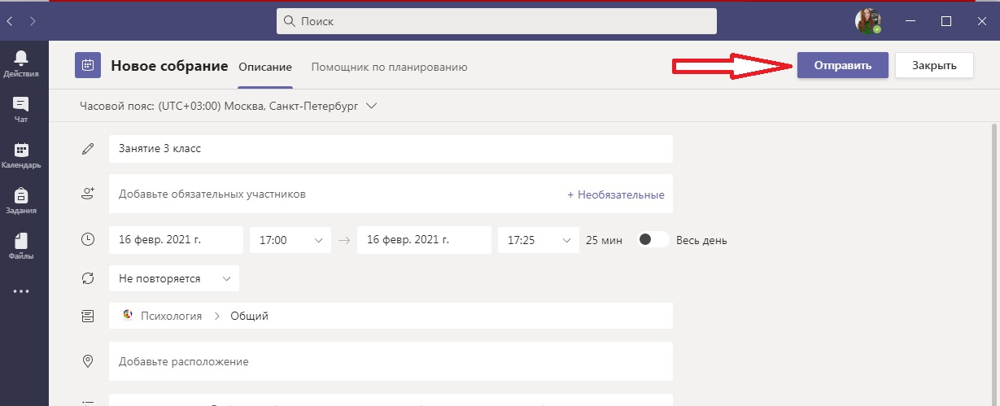 Поиск
Действия
Чат
Календарь
Задания
Файлы
Новое собрание Описание Помощник по планированию Отправить Закрыть
Часовой пояс: (UTC+03:00) Москва, Санкт-Петербург
Занятие 3 класс
Добавьте обязательных участников + Необязательные
16 февр. 2021 г. 17:00 → 16 февр. 2021 г. 17:25 25 мин Весь день
Не повторяется
Психология > Общий
Добавьте расположение